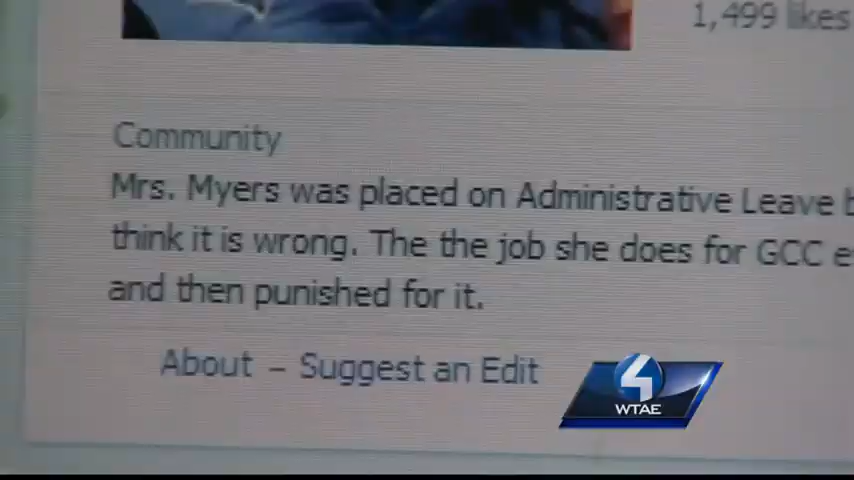 1,499 likes
Community
Mrs. Myers was placed on Administrative Leave
think it is wrong. The the job she does for GCC
and then punished for it.
About – Suggest an Edit
4
WTAE